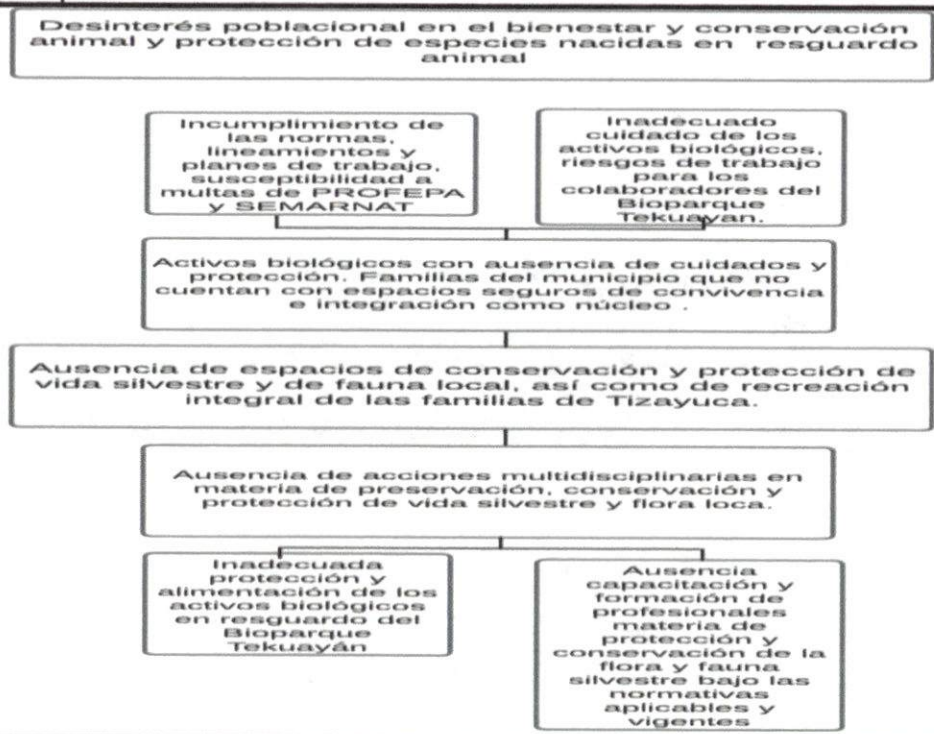 Desinterés poblacional en el bienestar y conservación
animal y protección de especies nacidas en resguardo
animal
Incumplimiento de
las normas,
lineamientos y
planes de trabajo,
susceptibilidad a
multas de PROFEPA
y SEMARNAT
Inadecuado
cuidado de los
activos biológicos,
riesgos de trabajo
para los
colaboradores del
Bioparque
Tekuayan.
Activos biológicos con ausencia de cuidados y
protección. Familias del municipio que no
cuentan con espacios seguros de convivencia
e integración como núcleo .
Ausencia de espacios de conservación y protección de
vida silvestre y de fauna local, así como de recreación
integral de las familias de Tizayuca.
Ausencia de acciones multidisciplinarias en
materia de preservación, conservación y
protección de vida silvestre y flora loca.
Inadecuada
protección y
alimentación de los
activos biológicos
en resguardo del
Bioparque
Tekuayán
Ausencia
capacitación y
formación de
profesionales
materia de
protección y
conservación de la
flora y fauna
silvestre bajo las
normativas
aplicables y
vigentes